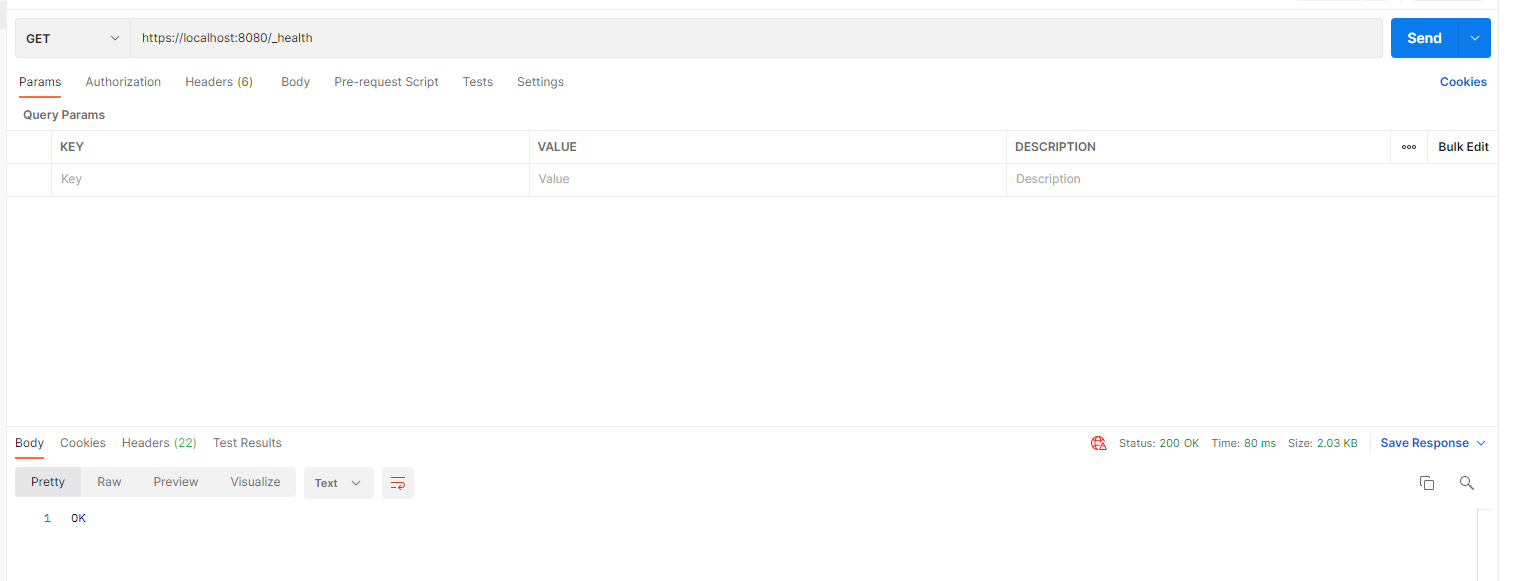 GET https://localhost:8080/_health Send
Params Authorization Headers (6) Body Pre-request Script Tests Settings Cookies
Query Params
KEY VALUE DESCRIPTION Bulk Edit
Key Value Description
Body Cookies Headers (22) Test Results Status: 200 OK Time: 80 ms Size: 2.03 KB Save Response
Pretty Raw Preview Visualize Text
1 OK